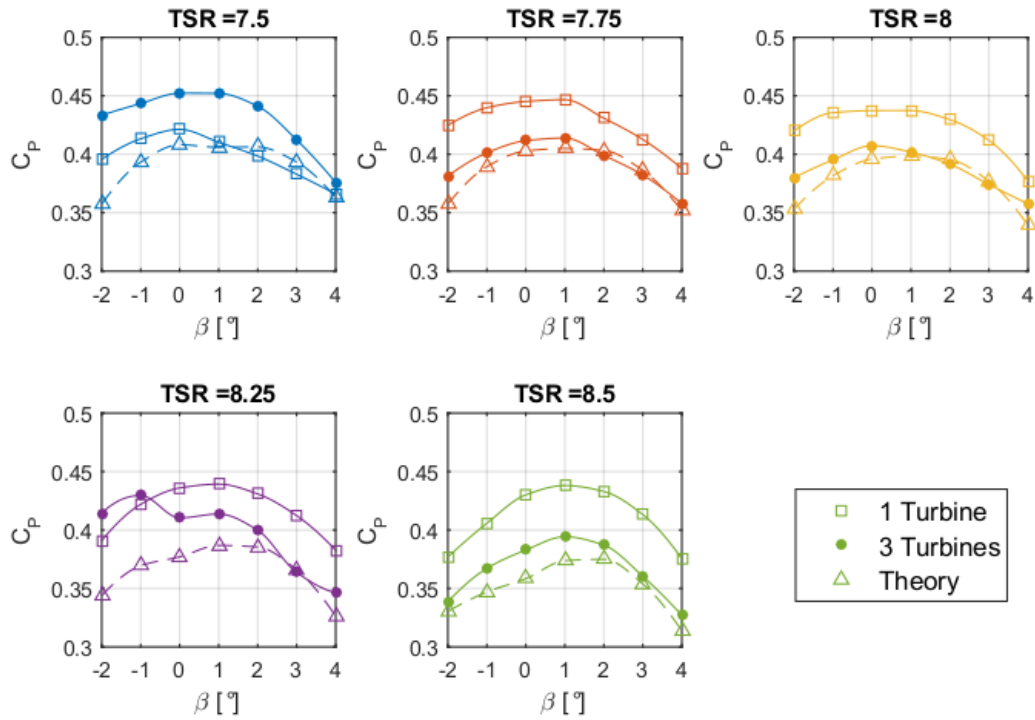 TSR =7.5
0.5
0.45
0.4
0.35
0.3
C_P
-2 -1 0 1 2 3 4
β [ °]
TSR =7.75
0.5
0.45
0.4
0.35
0.3
C_P
-2 -1 0 1 2 3 4
β [ °]
TSR =8
0.5
0.45
0.4
0.35
0.3
C_P
-2 -1 0 1 2 3 4
β [ °]
TSR =8.25
0.5
0.45
0.4
0.35
0.3
C_P
-2 -1 0 1 2 3 4
β [ °]
TSR =8.5
0.5
0.45
0.4
0.35
0.3
C_P
-2 -1 0 1 2 3 4
β [ °]
1 Turbine
3 Turbines
Theory